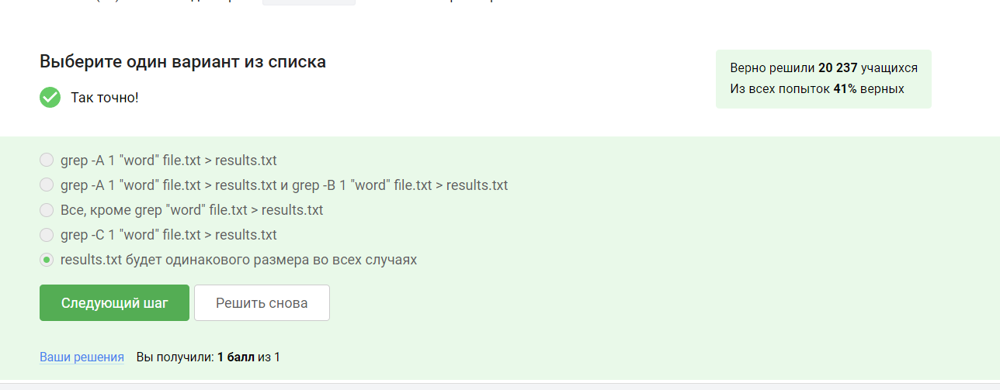 Выберите один вариант из списка
Верно решили 20 237 учащихся
Из всех попыток 41% верных
Так точно!
grep -A 1 "word" file.txt > results.txt
grep -A 1 "word" file.txt > results.txt и grep -B 1 "word" file.txt > results.txt
Все, кроме grep "word" file.txt > results.txt
grep -C 1 "word" file.txt > results.txt
results.txt будет одинакового размера во всех случаях
Следующий шаг
Решить снова
Ваши решения Вы получили: 1 балл из 1